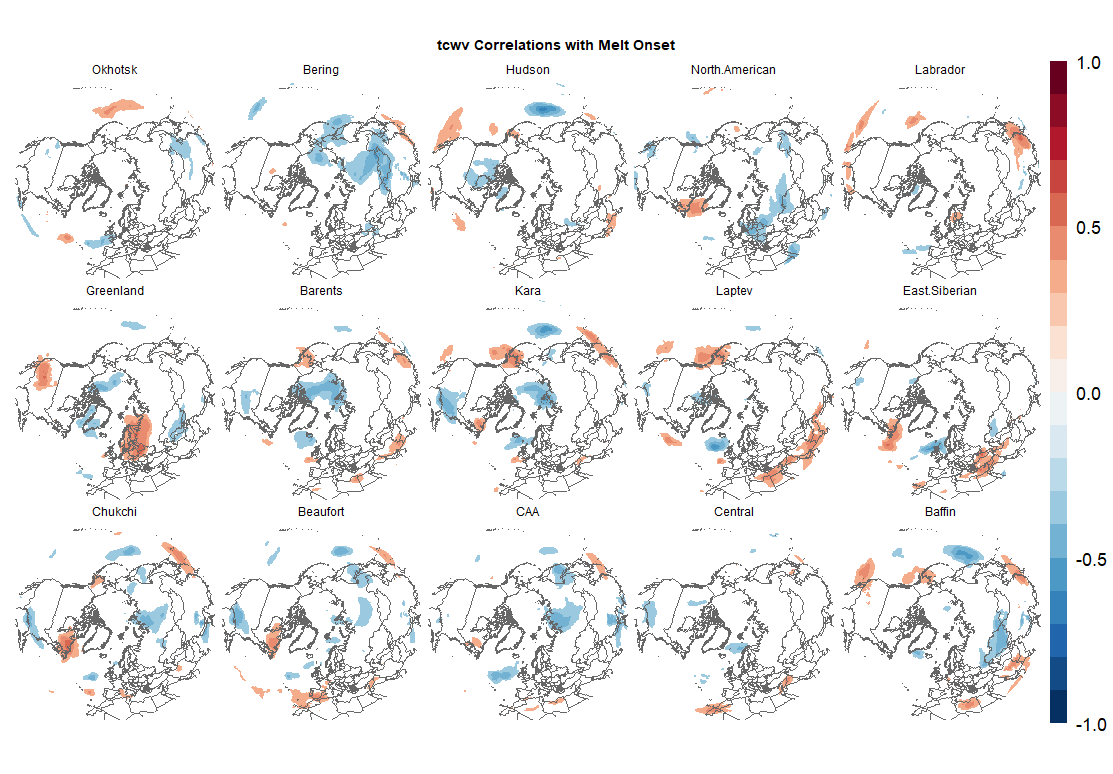 tcwv Correlations with Melt Onset
Okhotsk
Bering
Hudson
North.American
Labrador
Greenland
Barents
Kara
Laptev
East.Siberian
Chukchi
Beaufort
CAA
Central
Baffin
1.0
0.5
0.0
-0.5
-1.0